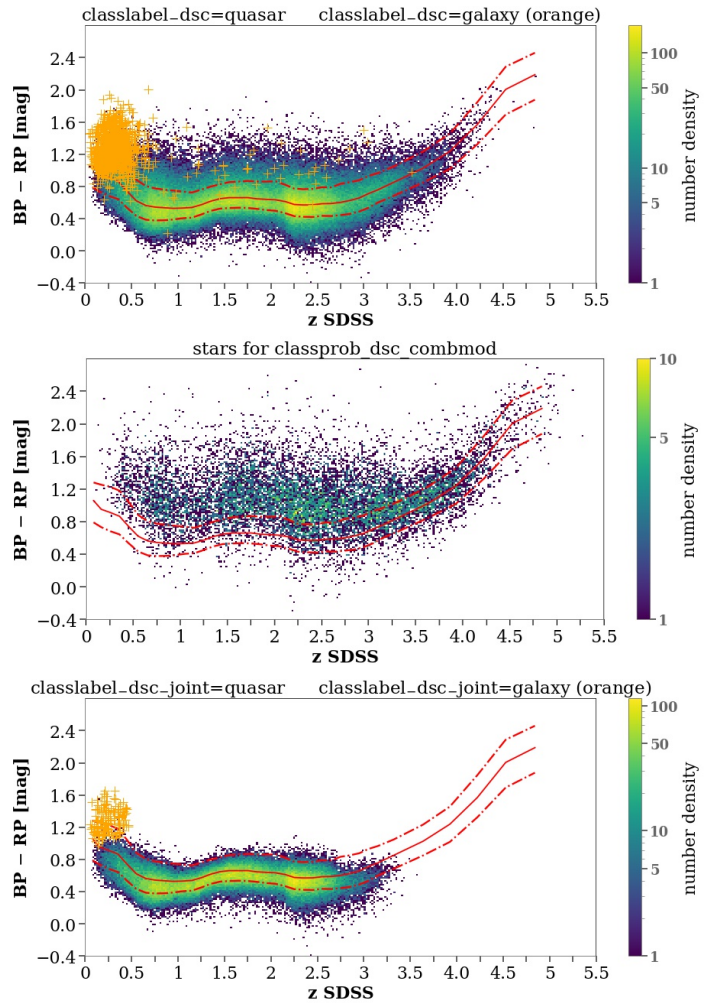 classlabel_dsc=quasar classlabel_dsc=galaxy (orange)
2.4
2.0
1.6
1.2
0.8
0.4
0.0
−0.4
BP − RP [mag]
0 0.5 1 1.5 2 2.5 3 3.5 4.0 4.5 5 5.5
z SDSS
100
50
10
5
1
number density
stars for classprob_dsc_combmod
2.4
2.0
1.6
1.2
0.8
0.4
0.0
−0.4
BP − RP [mag]
0 0.5 1 1.5 2 2.5 3 3.5 4.0 4.5 5 5.5
z SDSS
10
5
1
number density
classlabel_dsc_joint=quasar classlabel_dsc_joint=galaxy (orange)
2.4
2.0
1.6
1.2
0.8
0.4
0.0
−0.4
BP − RP [mag]
0 0.5 1 1.5 2 2.5 3 3.5 4.0 4.5 5 5.5
z SDSS
100
50
10
5
1
number density